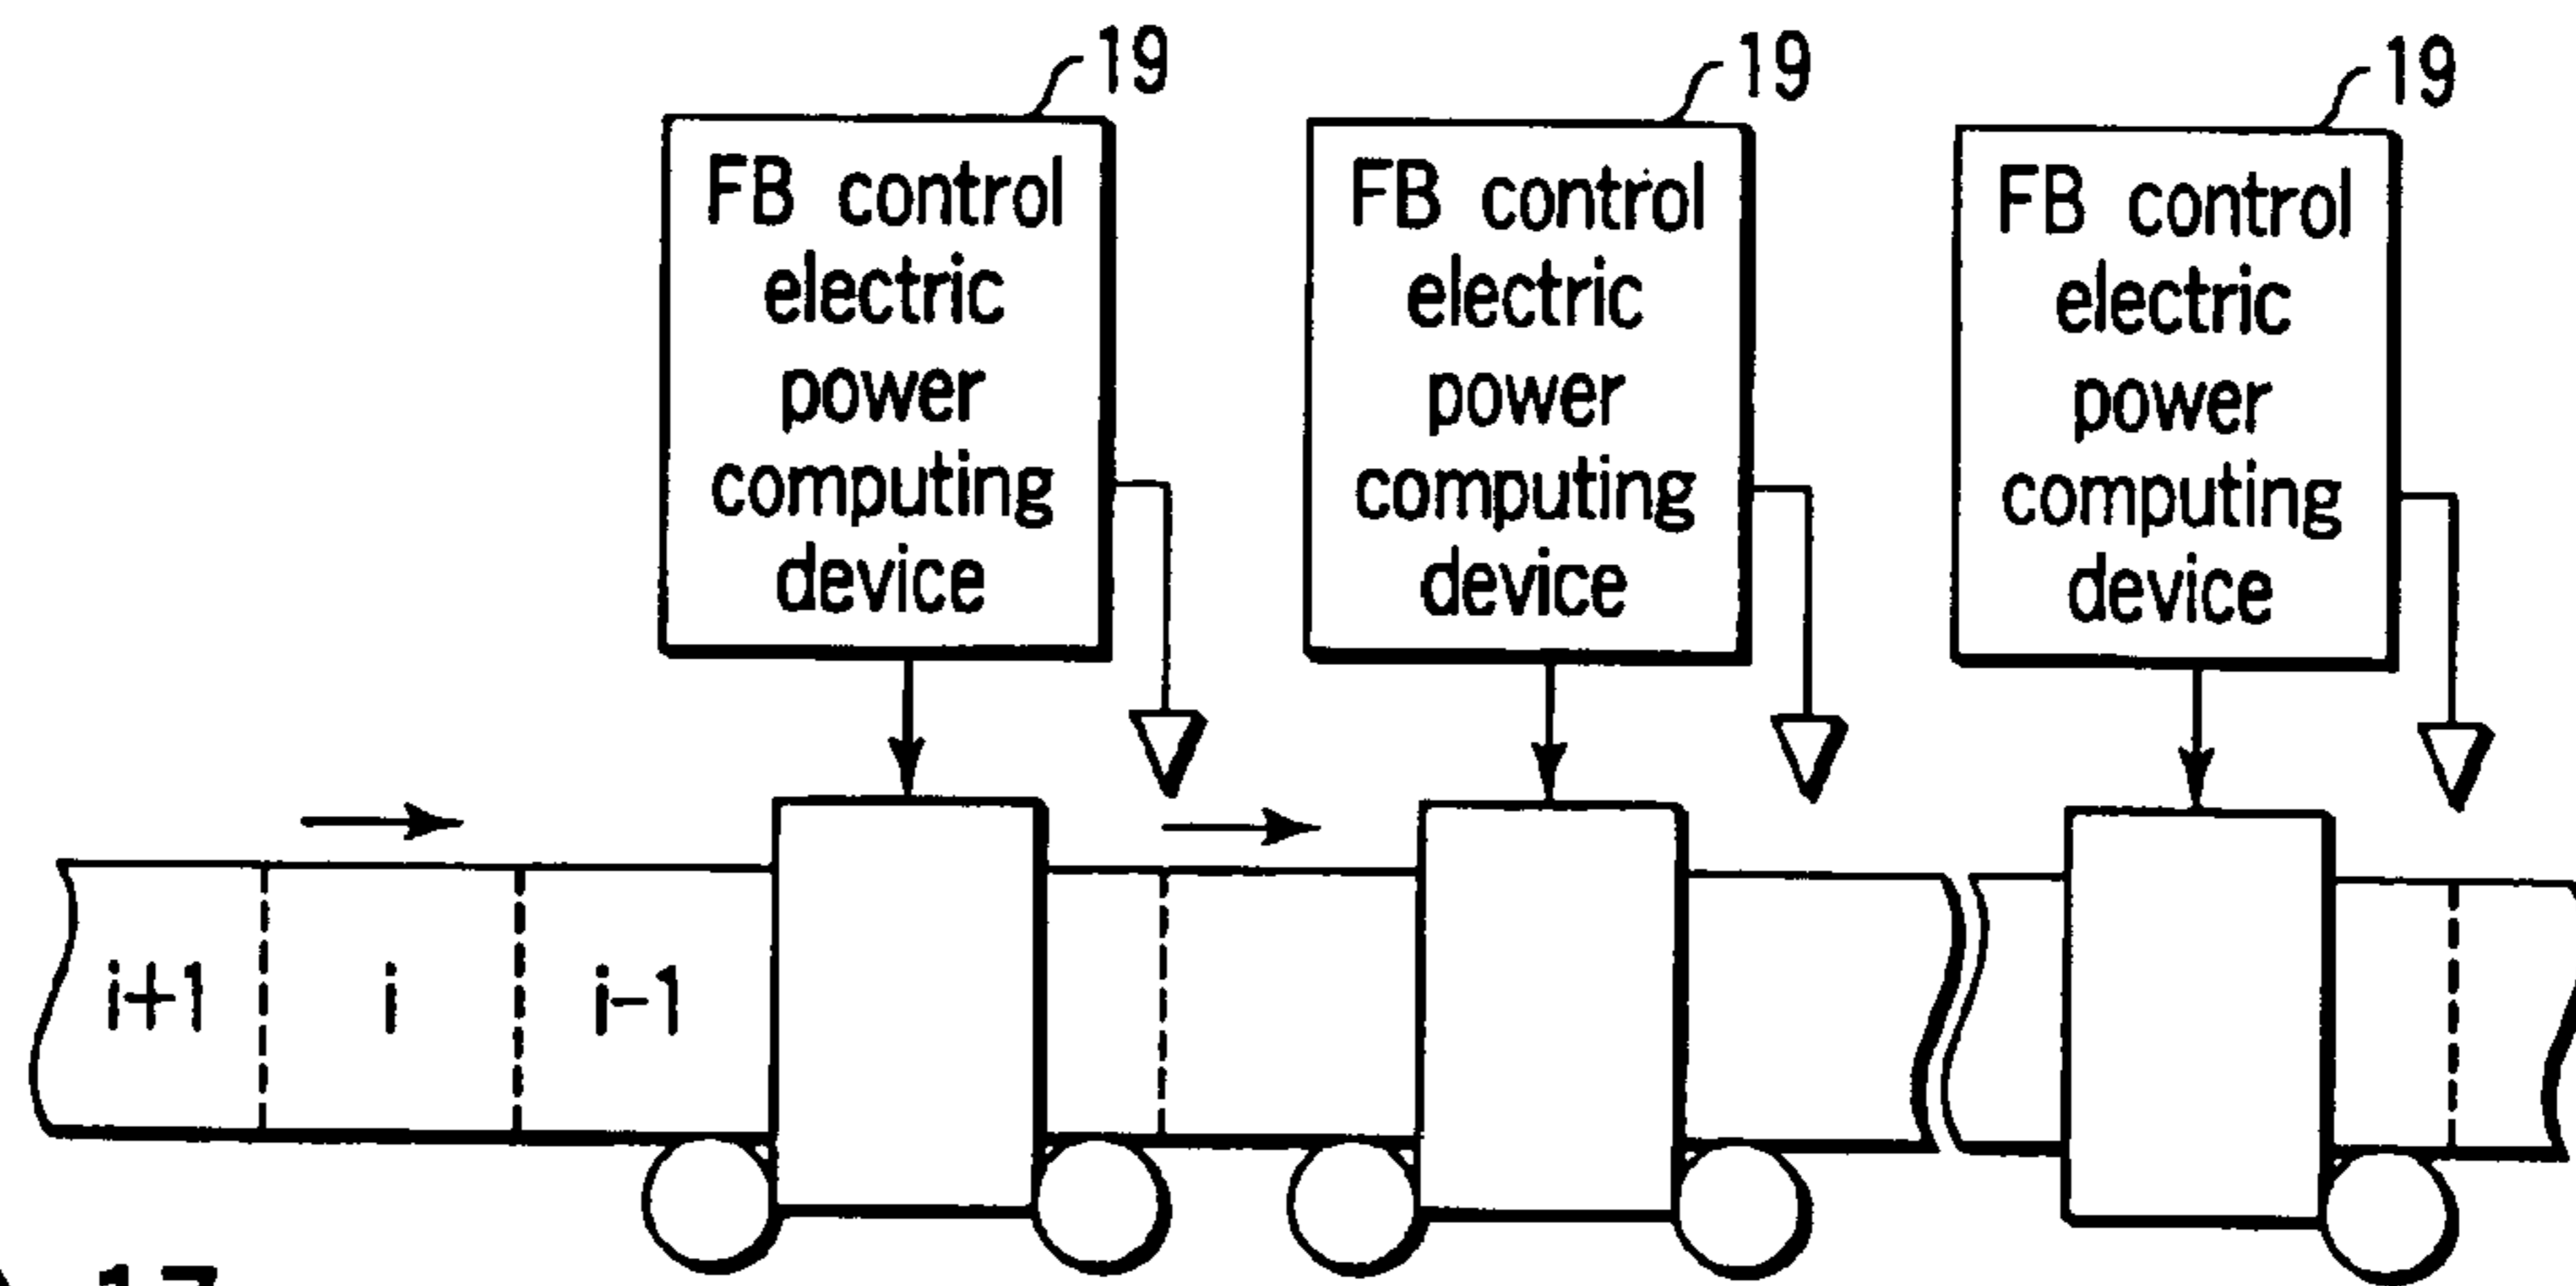 19
19
19
FB control
electric
power
computing
device
FB control
electric
power
computing
device
FB control
electric
power
computing
device
i+1
i
i-1
17